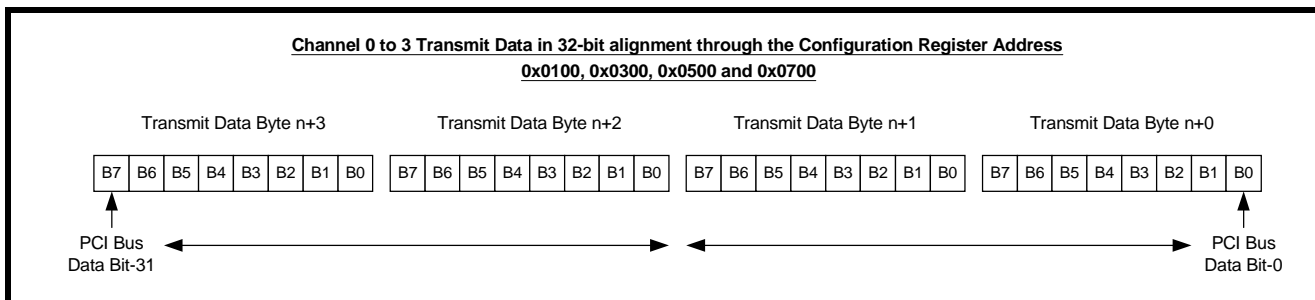 Channel 0 to 3 Transmit Data in 32-bit alignment through the Configuration Register Address
0x0100, 0x0300, 0x0500 and 0x0700
Transmit Data Byte n+3 Transmit Data Byte n+2 Transmit Data Byte n+1 Transmit Data Byte n+0
B7 B6 B5 B4 B3 B2 B1 B0 B7 B6 B5 B4 B3 B2 B1 B0 B7 B6 B5 B4 B3 B2 B1 B0 B7 B6 B5 B4 B3 B2 B1 B0
PCI Bus PCI Bus
Data Bit-31 Data Bit-0